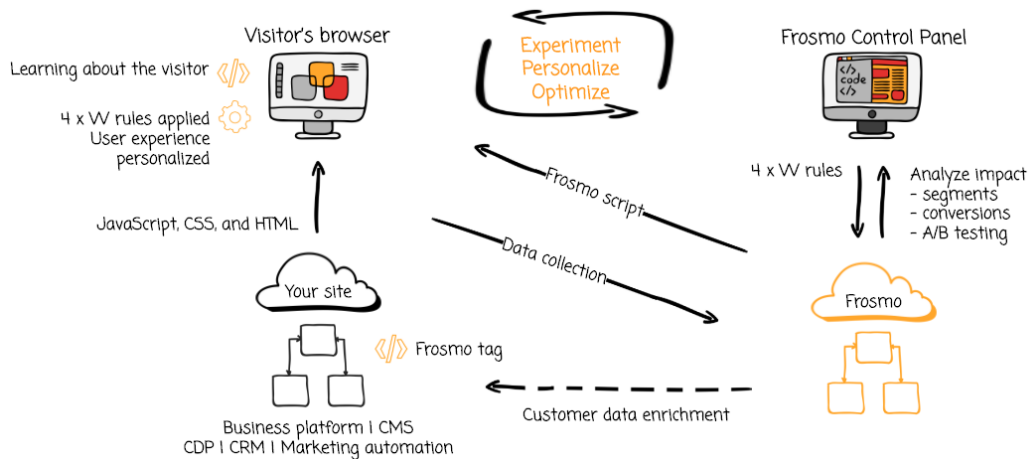 Visitor's browser
Learning about the visitor
</>
4 x W rules applied
User experience
personalized
Experiment
Personalize
Optimize
Frosmo Control Panel
</>
code
</>
4 x W rules
Analyze impact
- segments
- conversions
- A/B testing
Frosmo script
Data collection
JavaScript, CSS, and HTML
Your site
</> Frosmo tag
Business platform | CMS
CDP | CRM | Marketing automation
Frosmo
Customer data enrichment